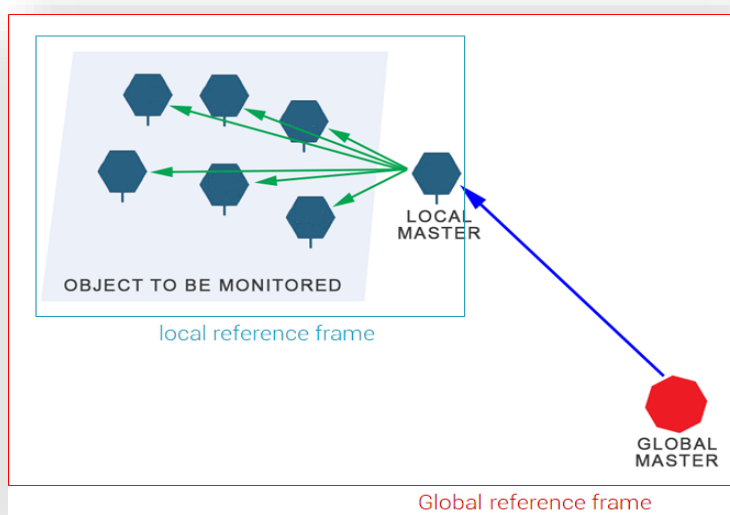 LOCAL
MASTER
OBJECT TO BE MONITORED
local reference frame
GLOBAL
MASTER
Global reference frame